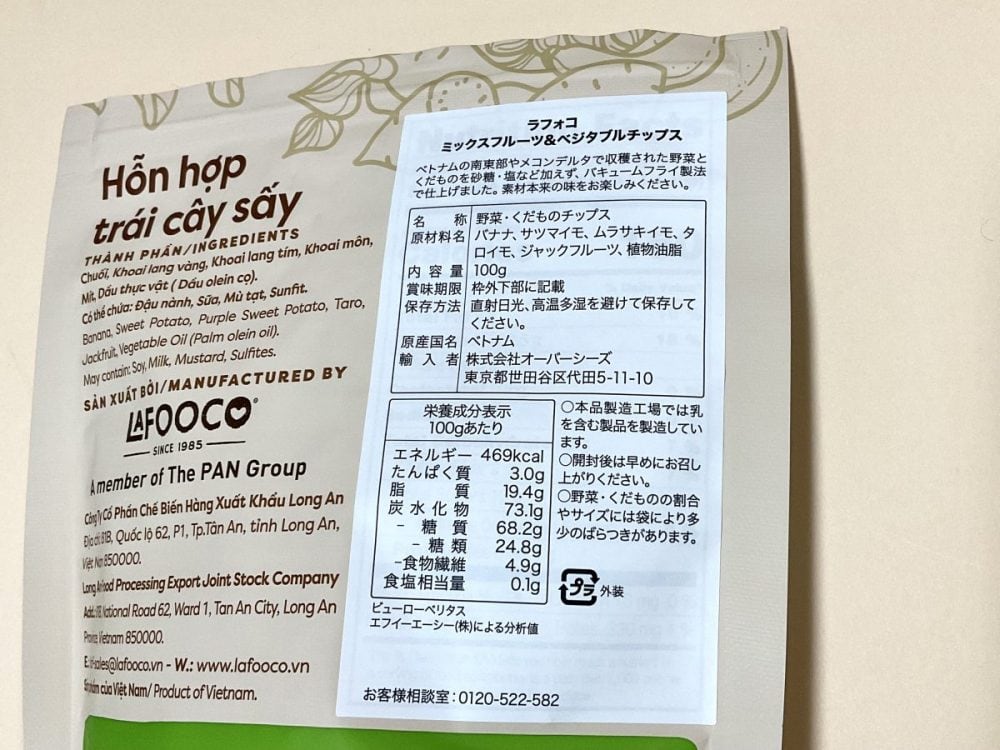 Hỗn hợp
trái cây sấy
THÀNH PHẦN/INGREDIENTS
Chuối, Khoai lang vàng, Khoai lang tím, Khoai môn,
Mít, Dầu thực vật ( Dầu olein cọ).
Có thể chứa: Đậu nành, Sữa, Mù tạt, Sunfit.
Banana, Sweet Potato, Purple Sweet Potato, Taro,
Jackfruit, Vegetable Oil (Palm olein oil).
May contain: Soy, Milk, Mustard, Sulfites.
SẢN XUẤT BỞI/MANUFACTURED BY
LAFOOCO
SINCE 1985
A member of The PAN Group
Công Ty Cổ Phần Chế Biến Hàng Xuất Khẩu Long An
Địa chỉ: 81B, Quốc lộ 62, P1, Tp.Tân An, tỉnh Long An,
Việt Nam 850000.
Long An Food Processing Export Joint Stock Company
Add.: 81B, National Road 62, Ward 1, Tan An City, Long An
Province, Vietnam 850000.
@lafooco.vn - W.: www.lafooco.vn
Sản phẩm của Việt Nam/ Product of Vietnam.
ラフォコ
ミックスフルーツ&ベジタブルチップス
ベトナムの南東部やメコンデルタで収穫された野菜と
くだものを砂糖・塩など加えず、バキュームフライ製法
で仕上げました。素材本来の味をお楽しみください。
名 称 野菜・くだものチップス
原材料名 バナナ、サツマイモ、ムラサキイモ、タ
ロイモ、ジャックフルーツ、植物油脂
内 容 量 100g
賞味期限 枠外下部に記載
保存方法 直射日光、高温多湿を避けて保存して
ください。
原産国名 ベトナム
輸 入 者 株式会社オーバーシーズ
東京都世田谷区代田5-11-10
栄養成分表示
100gあたり
エネルギー 469kcal
たんぱく質 3.0g
脂 質 19.4g
炭 水 化 物 73.1g
- 糖 質 68.2g
- 糖 類 24.8g
-食物繊維 4.9g
食塩相当量 0.1g
ビューローベリタス
エフイーエーシー(株)による分析値
〇本品製造工場では乳
を含む製品を製造してい
ます。
〇開封後は早めにお召し
上がりください。
〇野菜・くだものの割合
やサイズには袋により多
少のばらつきがあります。
プラ 外装
お客様相談室:0120-522-582